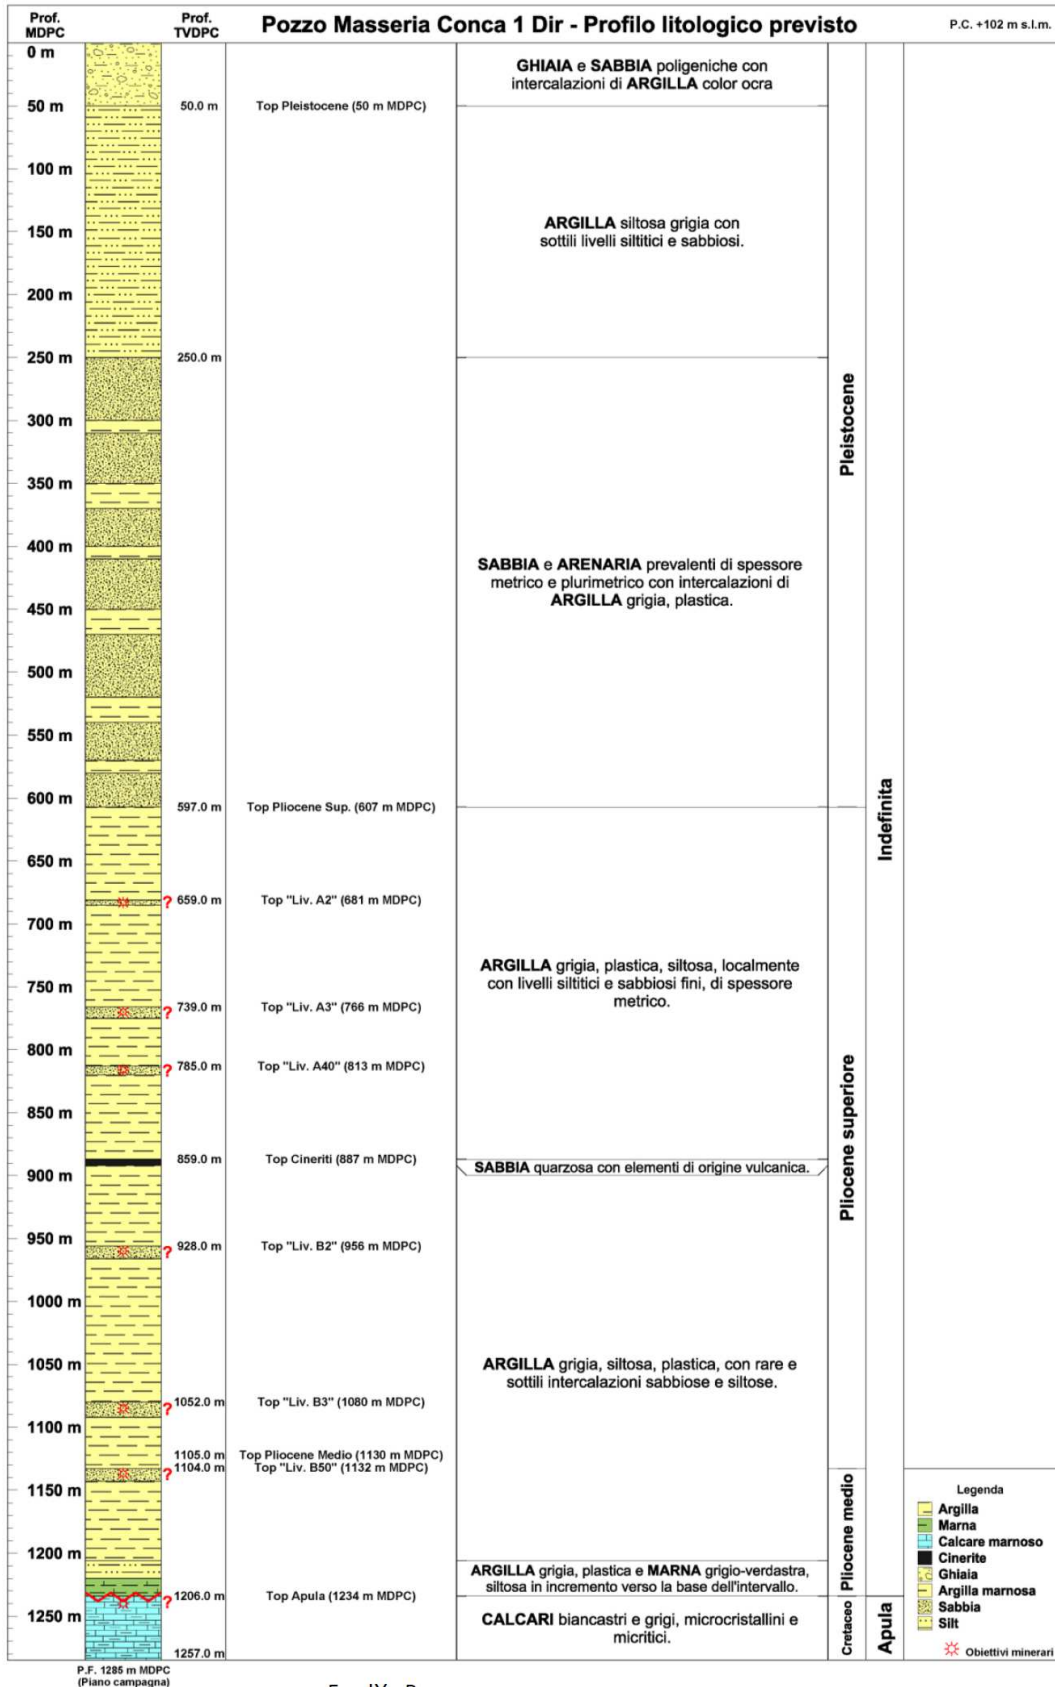 Prof.
MDPC
Prof.
TVDPC
Pozzo Masseria Conca 1 Dir - Profilo litologico previsto
P.C. +102 m s.l.m.
0 m
GHIAIA e SABBIA poligeniche con
intercalazioni di ARGILLA color ocra
50 m
50.0 m
Top Pleistocene (50 m MDPC)
100 m
150 m
ARGILLA siltosa grigia con
sottili livelli siltitici e sabbiosi.
200 m
250 m
250.0 m
300 m
350 m
Pleistocene
400 m
SABBIA e ARENARIA prevalenti di spessore
metrico e plurimetrico con intercalazioni di
ARGILLA grigia, plastica.
450 m
500 m
550 m
600 m
597.0 m
Top Pliocene Sup. (607 m MDPC)
Indefinita
650 m
? 659.0 m
Top "Liv. A2" (681 m MDPC)
700 m
ARGILLA grigia, plastica, siltosa, localmente
con livelli siltitici e sabbiosi fini, di spessore
metrico.
750 m
? 739.0 m
Top "Liv. A3" (766 m MDPC)
800 m
? 785.0 m
Top "Liv. A40" (813 m MDPC)
850 m
859.0 m
Top Cineriti (887 m MDPC)
SABBIA quarzosa con elementi di origine vulcanica.
Pliocene superiore
900 m
950 m
? 928.0 m
Top "Liv. B2" (956 m MDPC)
1000 m
1050 m
ARGILLA grigia, siltosa, plastica, con rare e
sottili intercalazioni sabbiose e siltose.
? 1052.0 m
Top "Liv. B3" (1080 m MDPC)
1100 m
1105.0 m
Top Pliocene Medio (1130 m MDPC)
? 1104.0 m
Top "Liv. B50" (1132 m MDPC)
1150 m
1200 m
Pliocene medio
ARGILLA grigia, plastica e MARNA grigio-verdastra,
siltosa in incremento verso la base dell'intervallo.
? 1206.0 m
Top Apula (1234 m MDPC)
1250 m
CALCARI biancastri e grigi, microcristallini e
micritici.
Cretaceo
Apula
1257.0 m
P.F. 1285 m MDPC
(Piano campagna)
Legenda
Argilla
Marna
Calcare marnoso
Cinerite
Ghiaia
Argilla marnosa
Sabbia
Silt
Obiettivi minerari